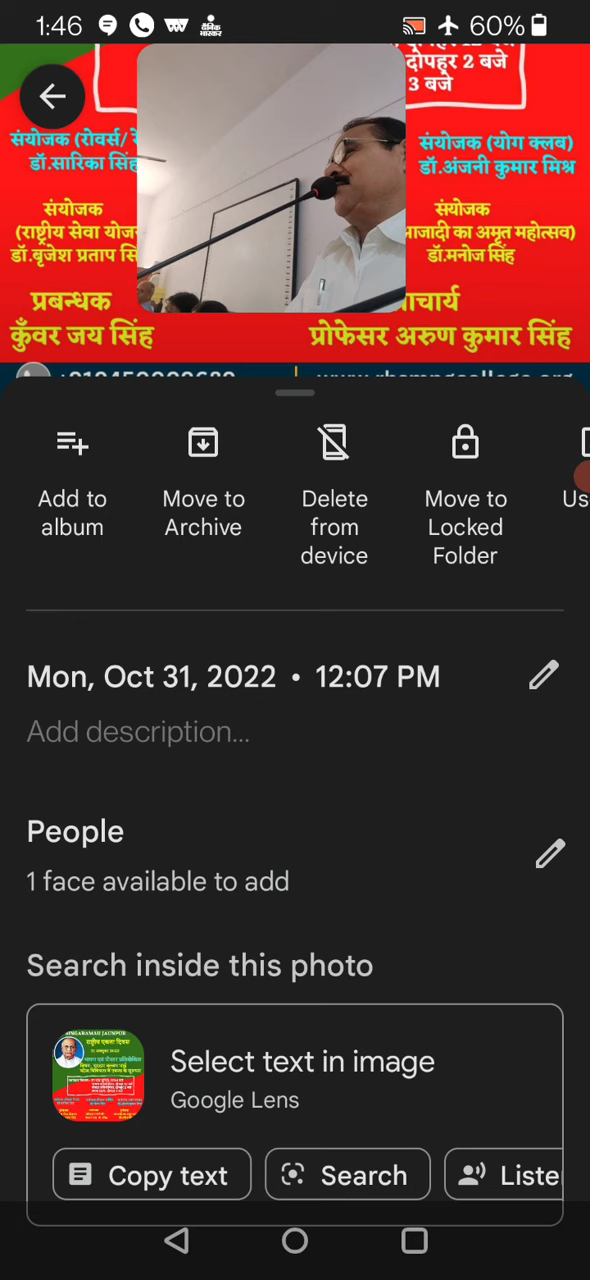 1:46
दैनिक
भास्कर
60%
दोपहर 2 बजे
3 बजे
संयोजक (रोवर्स/
डॉ.सारिका सिंह
संयोजक (योग क्लब)
डॉ.अंजनी कुमार मिश्र
संयोजक
(राष्ट्रीय सेवा
डॉ.बृजेश प्रताप
संयोजक
का अमृत महोत्सव)
डॉ.मनोज सिंह
प्रबन्धक
कुँवर जय सिंह
प्रोफेसर अरुण कुमार सिंह
Add to
album
Move to
Archive
Delete
from
device
Move to
Locked
Folder
Us
Mon, Oct 31, 2022 • 12:07 PM
Add description...
People
1 face available to add
Search inside this photo
राष्ट्रीय एकता दिवस
Select text in image
Google Lens
Copy text
Search
Liste